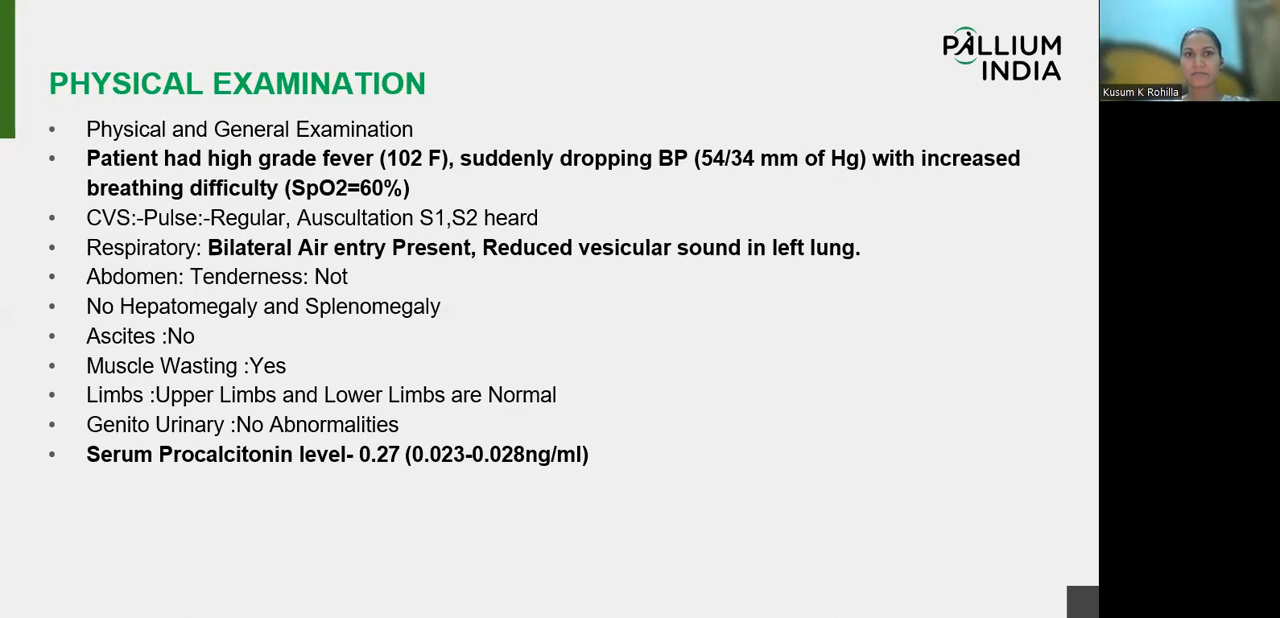 PALLIUM
INDIA
PHYSICAL EXAMINATION
• Physical and General Examination
• Patient had high grade fever (102 F), suddenly dropping BP (54/34 mm of Hg) with increased
breathing difficulty (SpO2=60%)
• CVS:-Pulse:-Regular, Auscultation S1,S2 heard
• Respiratory: Bilateral Air entry Present, Reduced vesicular sound in left lung.
• Abdomen: Tenderness: Not
• No Hepatomegaly and Splenomegaly
• Ascites :No
• Muscle Wasting :Yes
• Limbs :Upper Limbs and Lower Limbs are Normal
• Genito Urinary :No Abnormalities
• Serum Procalcitonin level- 0.27 (0.023-0.028ng/ml)
Kusum K Rohilla